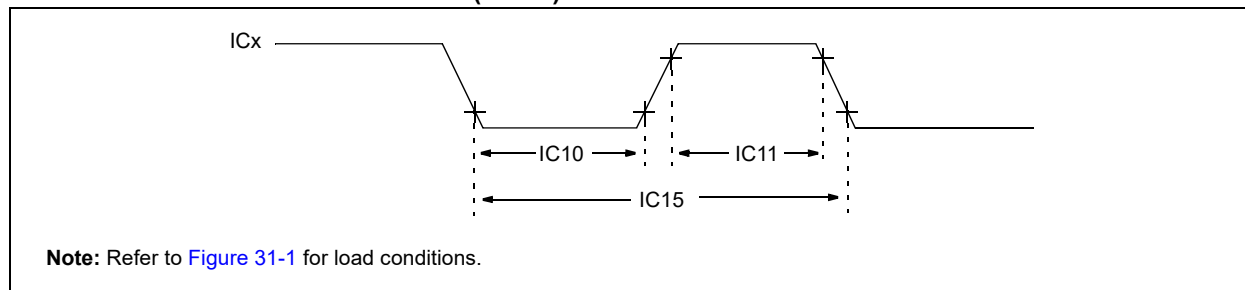 ICx
IC10
IC11
IC15
Note: Refer to Figure 31-1 for load conditions.